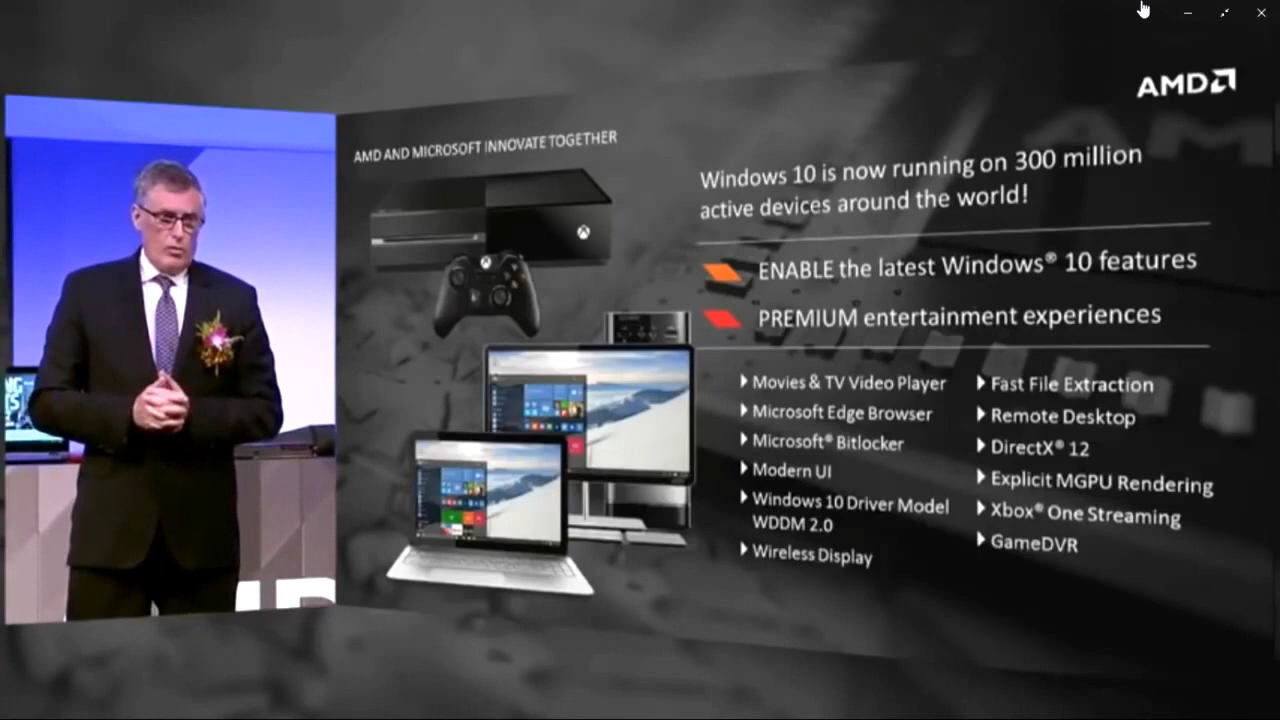 AMD
AMD AND MICROSOFT INNOVATE TOGETHER
Windows 10 is now running on 300 million
active devices around the world!
ENABLE the latest Windows® 10 features
PREMIUM entertainment experiences
Movies & TV Video Player
Microsoft Edge Browser
Microsoft® Bitlocker
Modern UI
Windows 10 Driver Model
WDDM 2.0
Wireless Display
Fast File Extraction
Remote Desktop
DirectX® 12
Explicit MGPU Rendering
Xbox® One Streaming
GameDVR